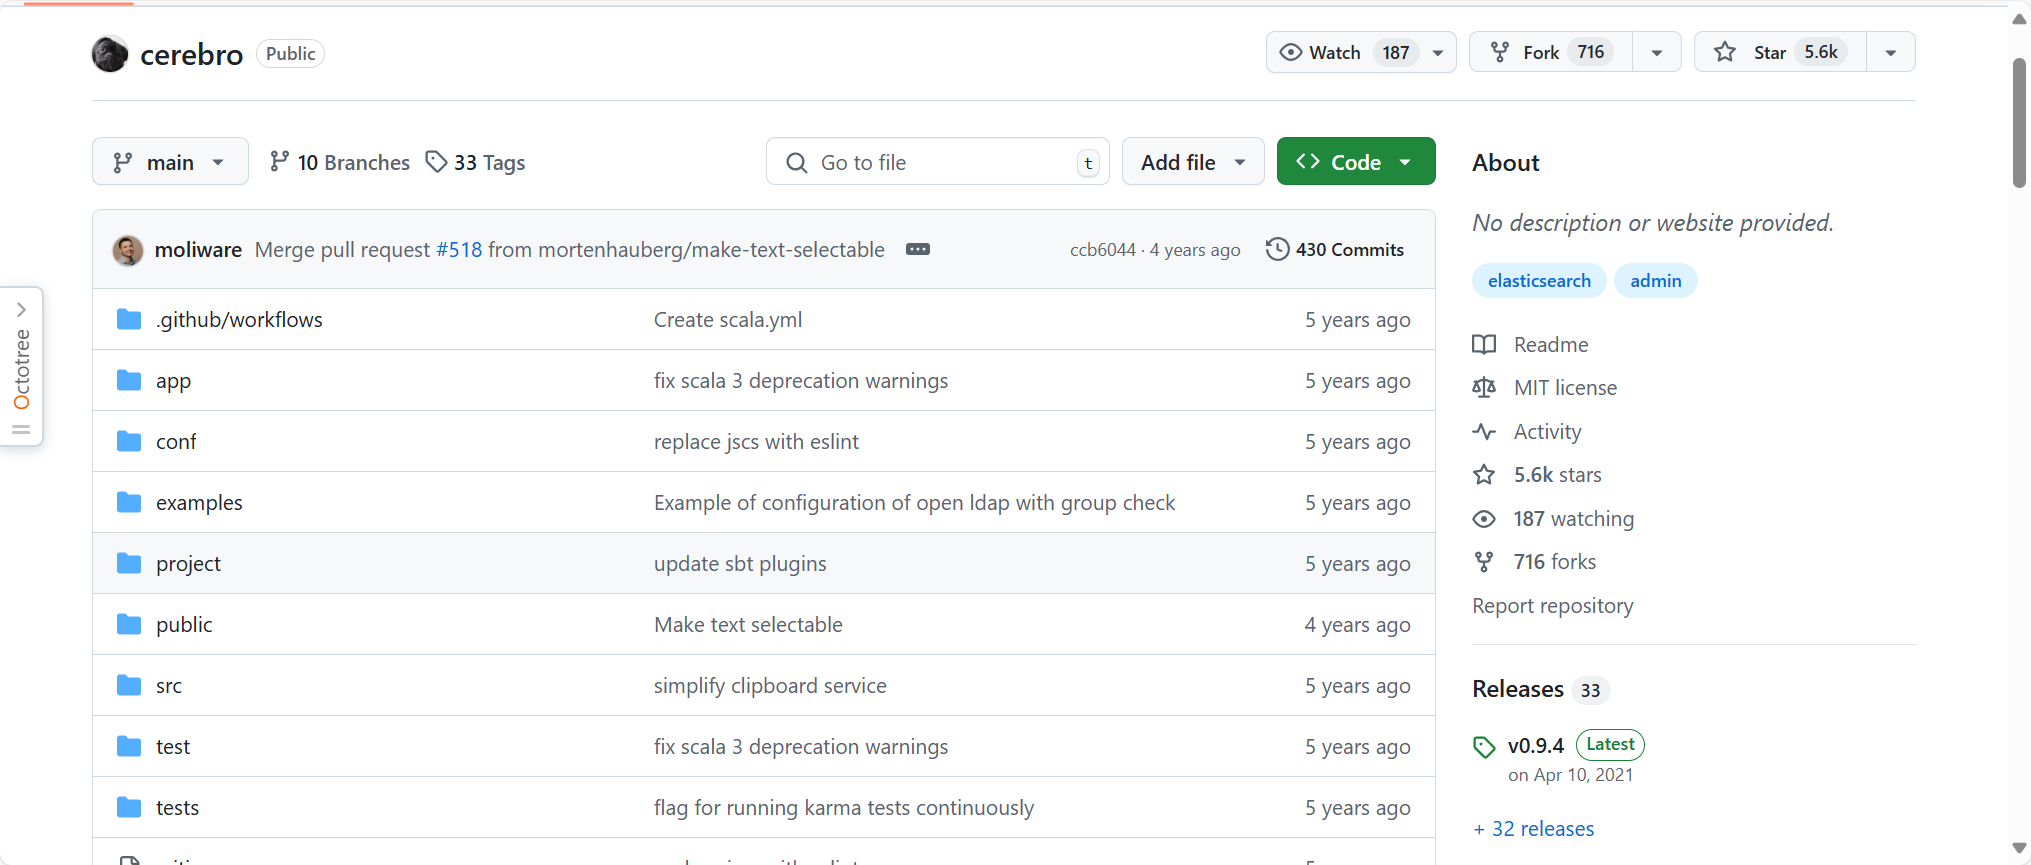 cerebro Public Watch 187 Fork 716 Star 5.6k
main 10 Branches 33 Tags Go to file t Add file Code
moliware Merge pull request #518 from mortenhauberg/make-text-selectable ccb6044 · 4 years ago 430 Commits
.github/workflows Create scala.yml 5 years ago
app fix scala 3 deprecation warnings 5 years ago
conf replace jscs with eslint 5 years ago
examples Example of configuration of open ldap with group check 5 years ago
project update sbt plugins 5 years ago
public Make text selectable 4 years ago
src simplify clipboard service 5 years ago
test fix scala 3 deprecation warnings 5 years ago
tests flag for running karma tests continuously 5 years ago
Octotree
About
No description or website provided.
elasticsearch admin
Readme
MIT license
Activity
5.6k stars
187 watching
716 forks
Report repository
Releases 33
v0.9.4 Latest
on Apr 10, 2021
+ 32 releases